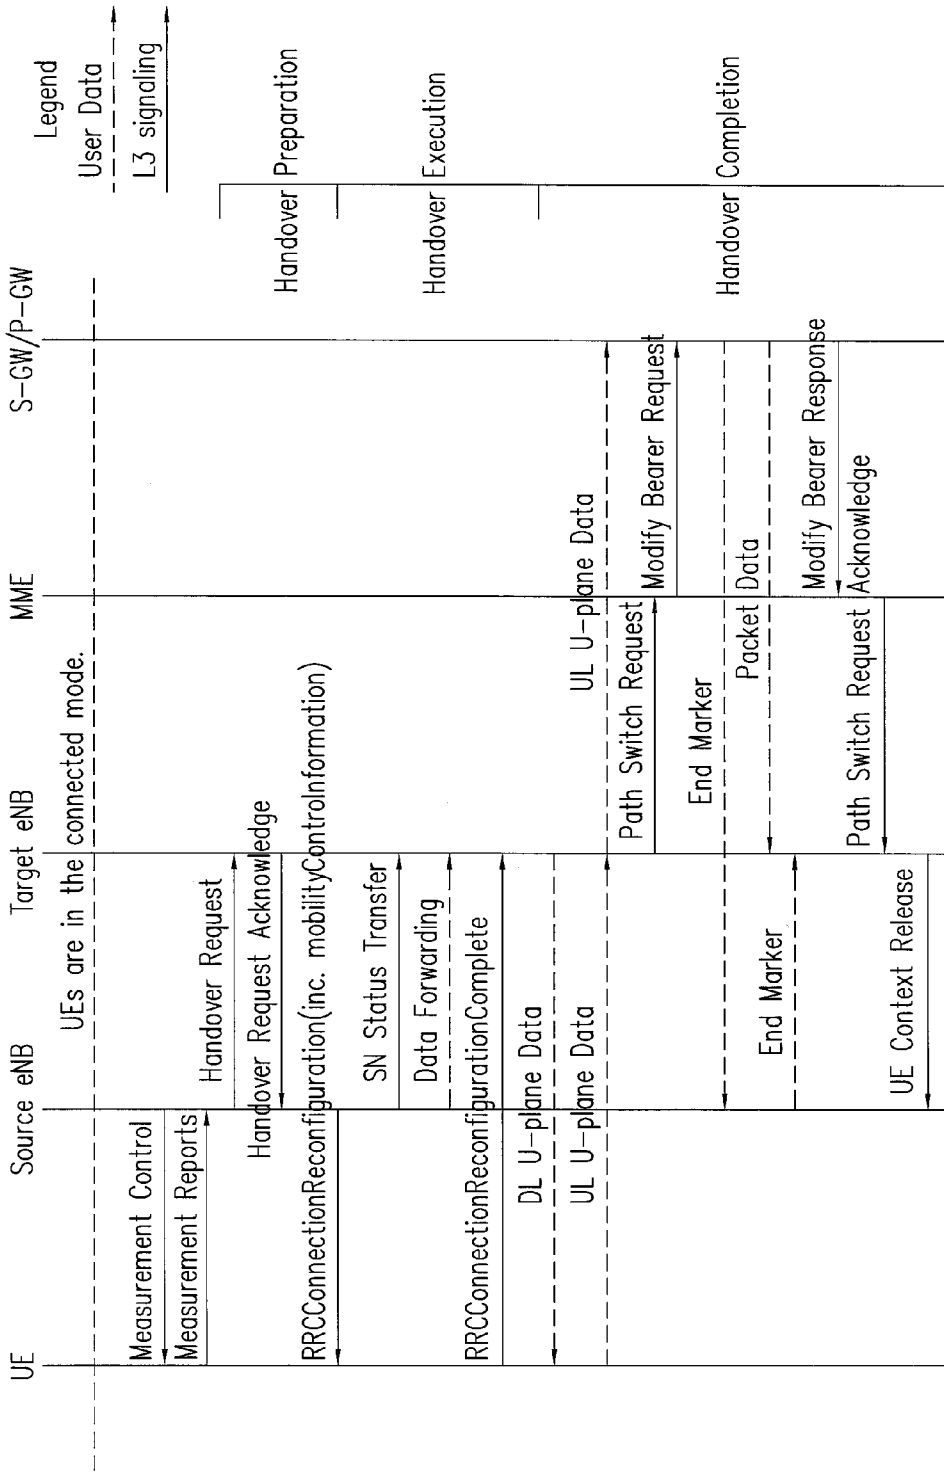 Legend
User Data
L3 signaling
UE
Source eNB
Target eNB
MME
S-GW/P-GW
UEs are in the connected mode.
Measurement Control
Measurement Reports
Handover Request
Handover Request Acknowledge
RRCConnectionReconfiguration(inc. mobilityControlInformation)
Handover Preparation
SN Status Transfer
Data Forwarding
RRCConnectionReconfigurationComplete
Handover Execution
DL U-plane Data
UL U-plane Data
UL U-plane Data
Path Switch Request
Modify Bearer Request
End Marker
Packet Data
End Marker
Modify Bearer Response
Path Switch Request Acknowledge
UE Context Release
Handover Completion